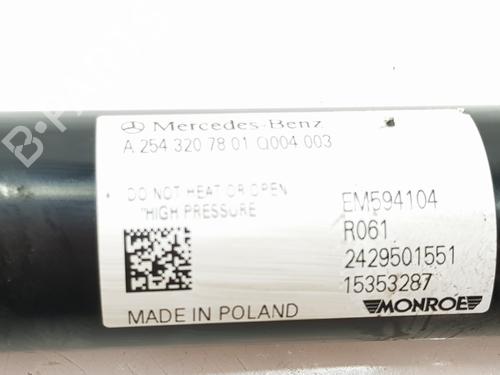 Mercedes-Benz
A 254 320 78 01 Q004 003
DO NOT HEAT OR OPEN
"HIGH PRESSURE
EM594104
R061
2429501551
15353287
MADE IN POLAND
MONROE